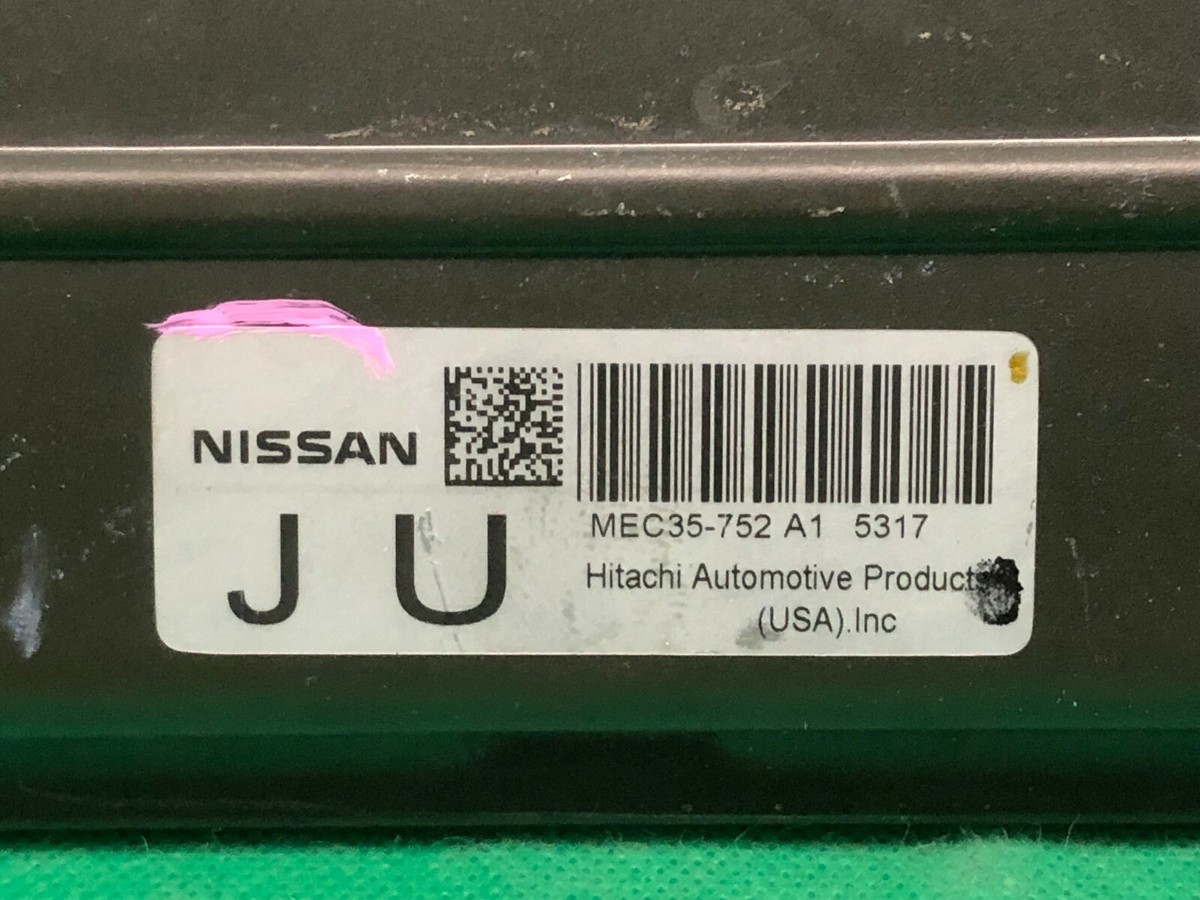 NISSAN
J U
MEC35-752 A1 5317
Hitachi Automotive Products
(USA).Inc